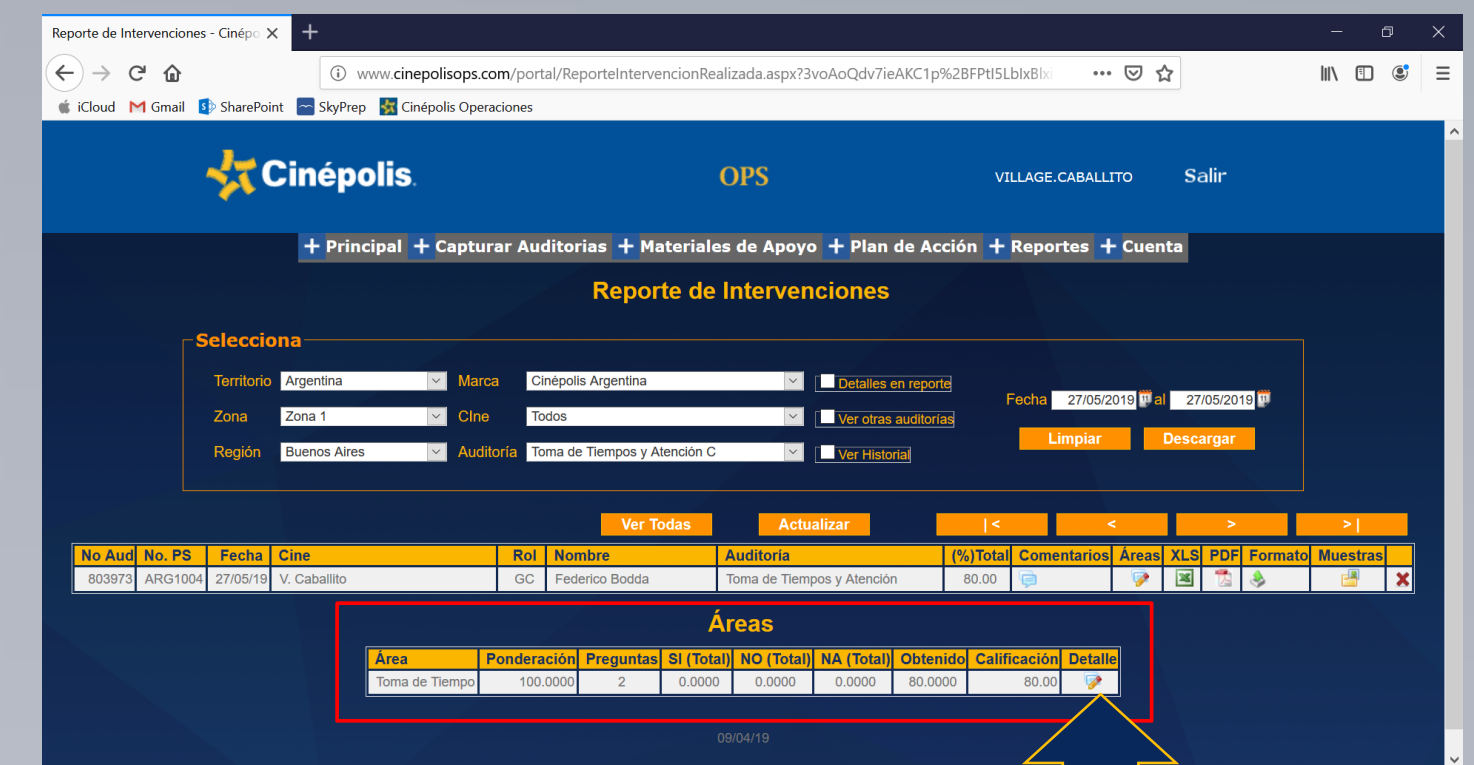 Reporte de Intervenciones - Cinépo
www.cinepolisops.com/portal/ReporteIntervencionRealizada.aspx?3voAoQdv7ieAKC1p%2BFPtI5LblxBlxi
iCloud Gmail SharePoint SkyPrep Cinépolis Operaciones
Cinépolis. OPS VILLAGE.CABALLITO Salir
+ Principal + Capturar Auditorias + Materiales de Apoyo + Plan de Acción + Reportes + Cuenta
Reporte de Intervenciones
Selecciona
Territorio Argentina Marca Cinépolis Argentina Detalles en reporte
Fecha 27/05/2019 al 27/05/2019
Zona Zona 1 CIne Todos Ver otras auditorías
Limpiar Descargar
Región Buenos Aires Auditoría Toma de Tiempos y Atención C Ver Historial
Ver Todas Actualizar |< < > >|
No Aud No. PS Fecha Cine Rol Nombre Auditoría (%)Total Comentarios Áreas XLS PDF Formato Muestras
803973 ARG1004 27/05/19 V. Caballito GC Federico Bodda Toma de Tiempos y Atención 80.00
Áreas
Área Ponderación Preguntas SI (Total) NO (Total) NA (Total) Obtenido Calificación Detalle
Toma de Tiempo 100.0000 2 0.0000 0.0000 0.0000 80.0000 80.00
09/04/19